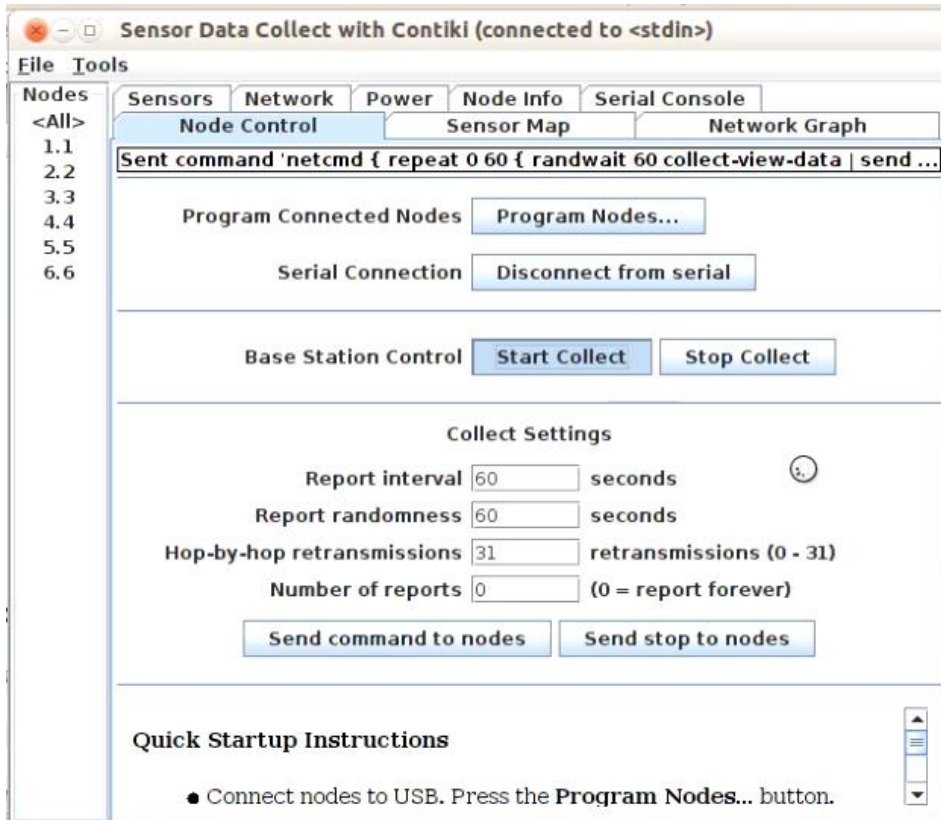 Sensor Data Collect with Contiki (connected to <stdin>)
File Tools
Nodes
<All>
1.1
2.2
3.3
4.4
5.5
6.6
Sensors Network Power Node Info Serial Console
Node Control Sensor Map Network Graph
Sent command 'netcmd { repeat 0 60 { randwait 60 collect-view-data | send ...
Program Connected Nodes Program Nodes...
Serial Connection Disconnect from serial
Base Station Control Start Collect Stop Collect
Collect Settings
Report interval 60 seconds
Report randomness 60 seconds
Hop-by-hop retransmissions 31 retransmissions (0 - 31)
Number of reports 0 (0 = report forever)
Send command to nodes Send stop to nodes
Quick Startup Instructions
● Connect nodes to USB. Press the Program Nodes... button.